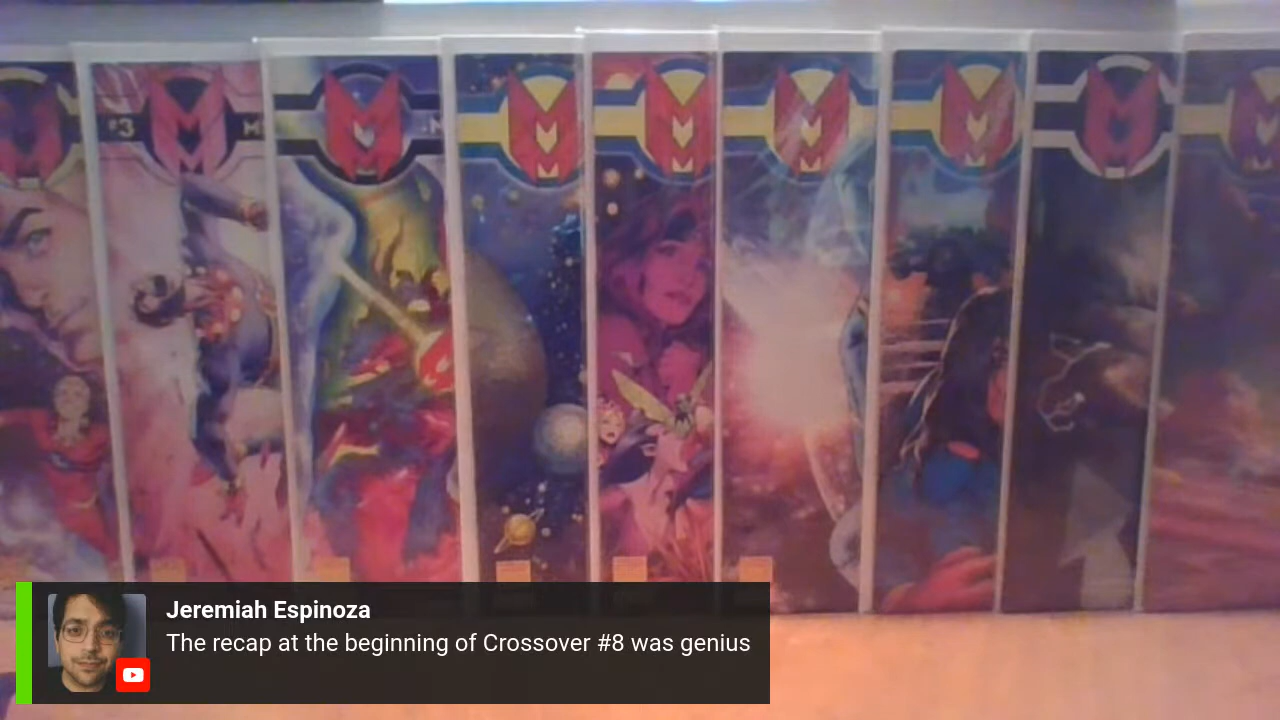 #3
Jeremiah Espinoza
The recap at the beginning of Crossover #8 was genius